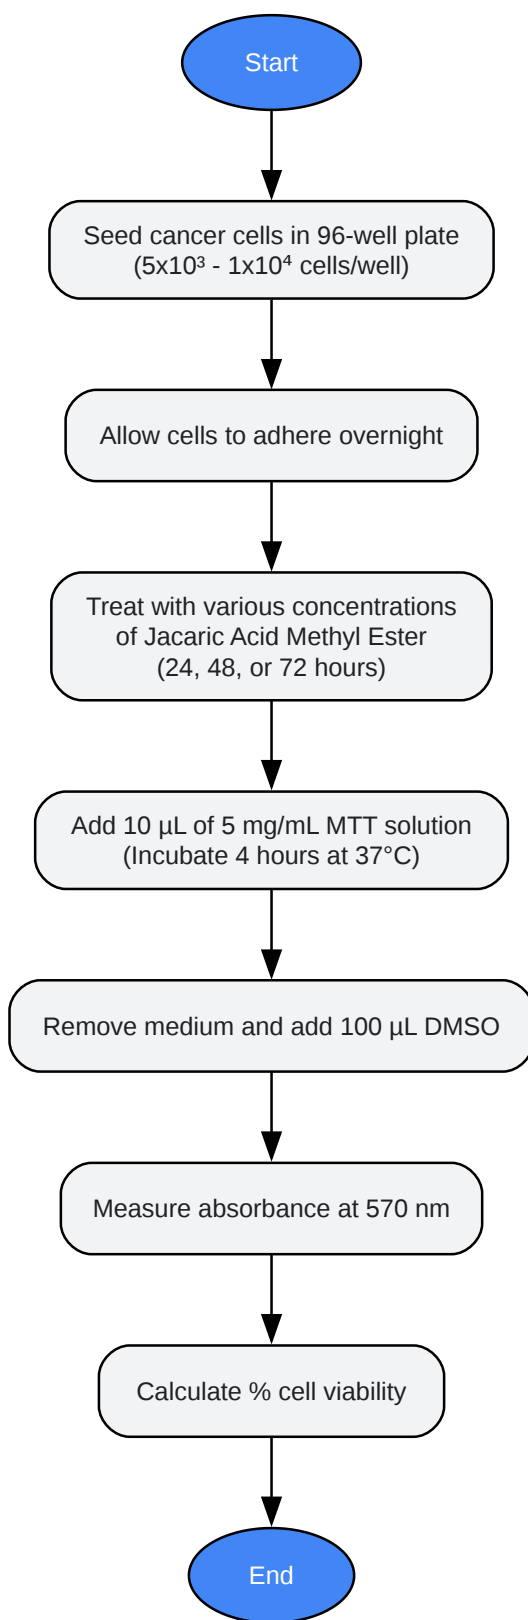 Start
Seed cancer cells in 96-well plate
(5x10³ - 1x10⁴ cells/well)
Allow cells to adhere overnight
Treat with various concentrations
of Jacaric Acid Methyl Ester
(24, 48, or 72 hours)
Add 10 µL of 5 mg/mL MTT solution
(Incubate 4 hours at 37°C)
Remove medium and add 100 µL DMSO
Measure absorbance at 570 nm
Calculate % cell viability
End